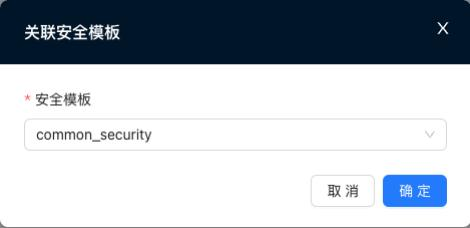 关联安全模板
* 安全模板
common_security
取 消
确 定